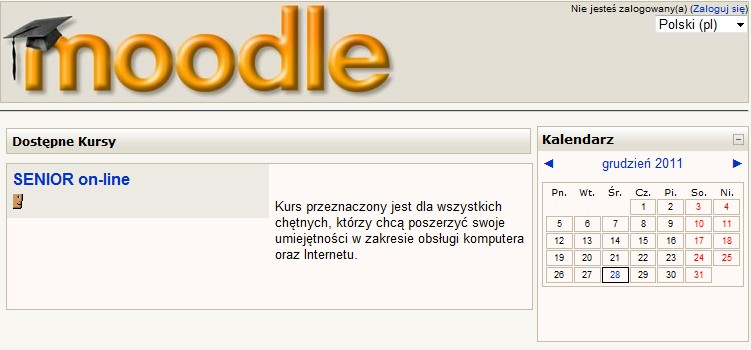 moodle
Nie jesteś zalogowany(a) (Zaloguj się)
Polski (pl)
Dostępne Kursy
SENIOR on-line
Kurs przeznaczony jest dla wszystkich
chętnych, którzy chcą poszerzyć swoje
umiejętności w zakresie obsługi komputera
oraz Internetu.
Kalendarz
grudzień 2011
Pn. Wt. Śr. Cz. Pi. So. Ni.
1 2 3 4
5 6 7 8 9 10 11
12 13 14 15 16 17 18
19 20 21 22 23 24 25
26 27 28 29 30 31